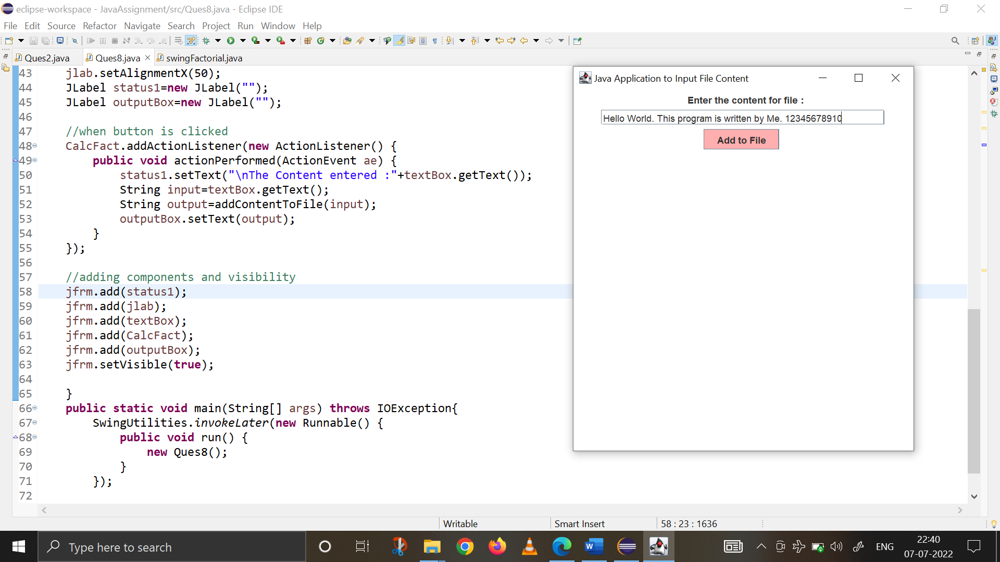 eclipse-workspace - JavaAssignment/src/Ques8.java - Eclipse IDE
File Edit Source Refactor Navigate Search Project Run Window Help
Ques2.java Ques8.java swingFactorial.java
43 jlab.setAlignmentX(50);
44 JLabel status1=new JLabel("");
45 JLabel outputBox=new JLabel("");
46
47 //when button is clicked
48 CalcFact.addActionListener(new ActionListener() {
49 public void actionPerformed(ActionEvent ae) {
50 status1.setText("\nThe Content entered :"+textBox.getText());
51 String input=textBox.getText();
52 String output=addContentToFile(input);
53 outputBox.setText(output);
54 }
55 });
56
57 //adding components and visibility
58 jfrm.add(status1);
59 jfrm.add(jlab);
60 jfrm.add(textBox);
61 jfrm.add(CalcFact);
62 jfrm.add(outputBox);
63 jfrm.setVisible(true);
64
65 }
66 public static void main(String[] args) throws IOException{
67 SwingUtilities.invokeLater(new Runnable() {
68 public void run() {
69 new Ques8();
70 }
71 });
72
Java Application to Input File Content
Enter the content for file :
Hello World. This program is written by Me. 12345678910
Add to File
Writable Smart Insert 58 : 23 : 1636
Type here to search
ENG
22:40
07-07-2022